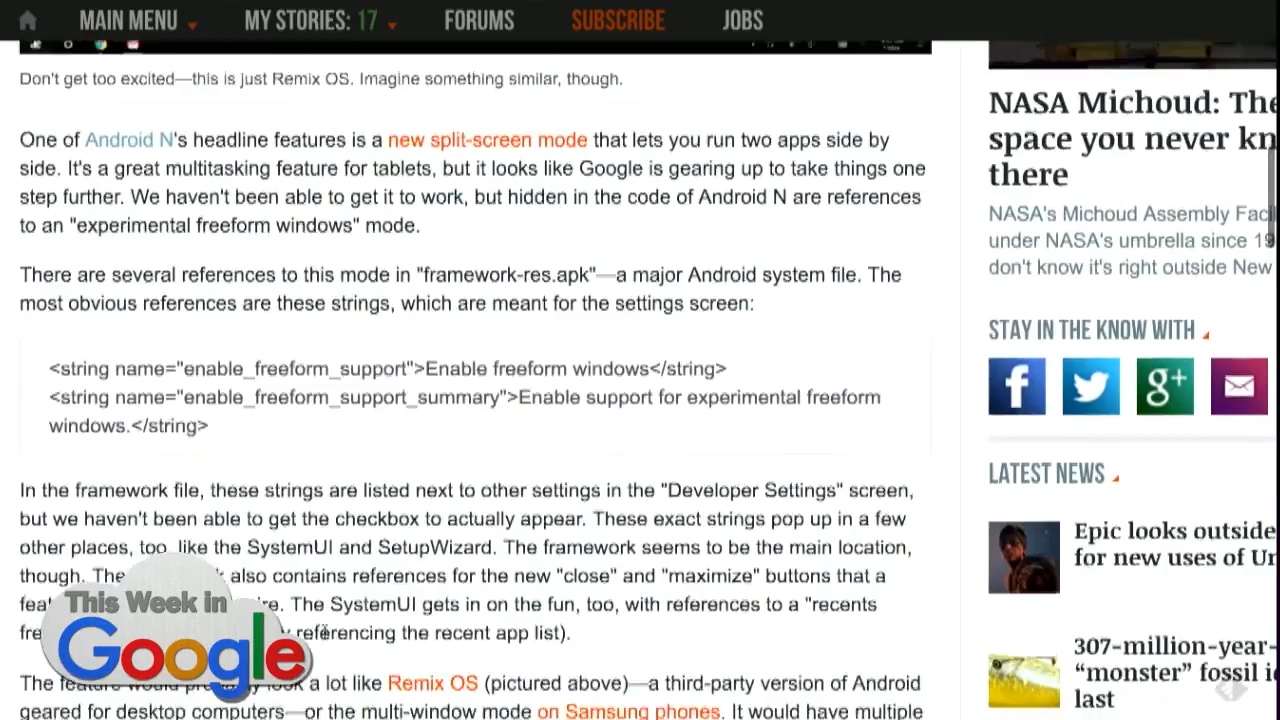 MAIN MENU MY STORIES: 17 FORUMS SUBSCRIBE JOBS
Don't get too excited—this is just Remix OS. Imagine something similar, though.
One of Android N's headline features is a new split-screen mode that lets you run two apps side by
side. It's a great multitasking feature for tablets, but it looks like Google is gearing up to take things one
step further. We haven't been able to get it to work, but hidden in the code of Android N are references
to an "experimental freeform windows" mode.
There are several references to this mode in "framework-res.apk"—a major Android system file. The
most obvious references are these strings, which are meant for the settings screen:
<string name="enable_freeform_support">Enable freeform windows</string>
<string name="enable_freeform_support_summary">Enable support for experimental freeform
windows.</string>
In the framework file, these strings are listed next to other settings in the "Developer Settings" screen,
but we haven't been able to get the checkbox to actually appear. These exact strings pop up in a few
other places, too, like the SystemUI and SetupWizard. The framework seems to be the main location,
though. The also contains references for the new "close" and "maximize" buttons that a
The SystemUI gets in on the fun, too, with references to a "recents
referencing the recent app list).
The feature would probably look a lot like Remix OS (pictured above)—a third-party version of Android
geared for desktop computers—or the multi-window mode on Samsung phones. It would have multiple
This Week in
Google
NASA Michoud: The
space you never kn
there
NASA's Michoud Assembly Faci
under NASA's umbrella since 19
don't know it's right outside New
STAY IN THE KNOW WITH
f
g+
LATEST NEWS
Epic looks outside
for new uses of Un
307-million-year-
"monster" fossil i
last